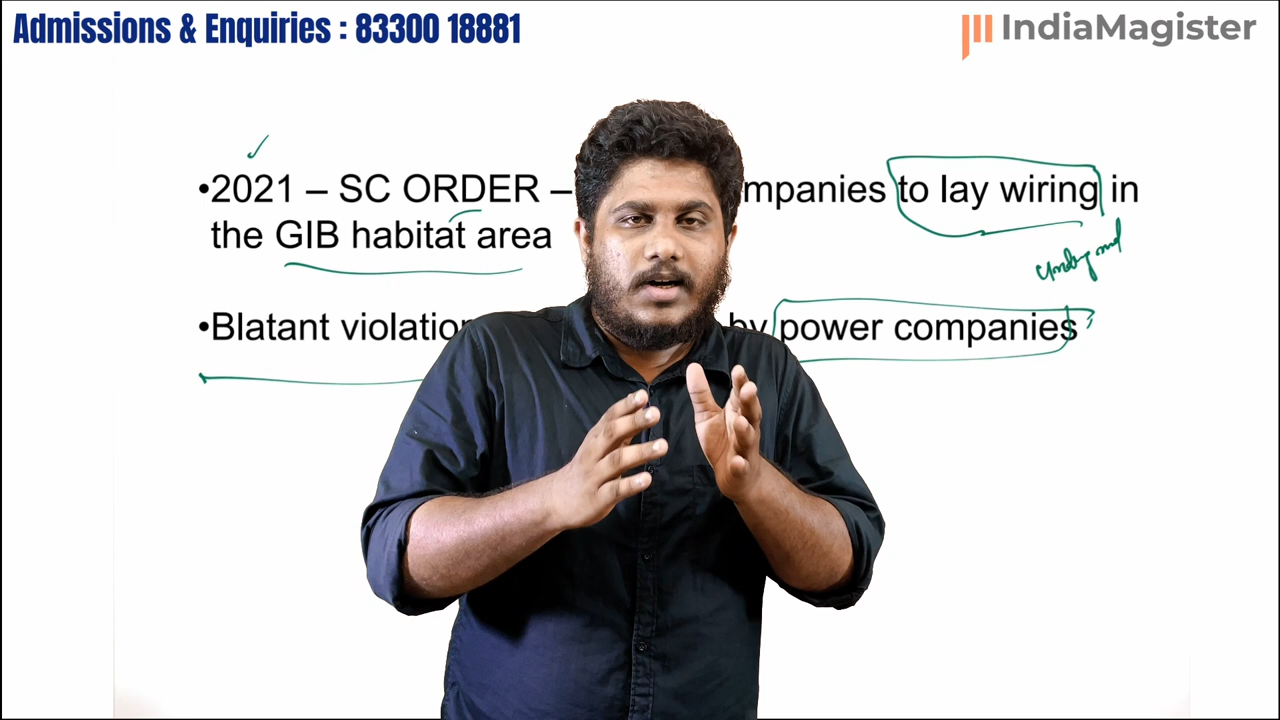 Admissions & Enquiries : 83300 18881
IndiaMagister
•2021 – SC ORDER – mpanies to lay wiring in
the GIB habitat area
•Blatant violation by power companies